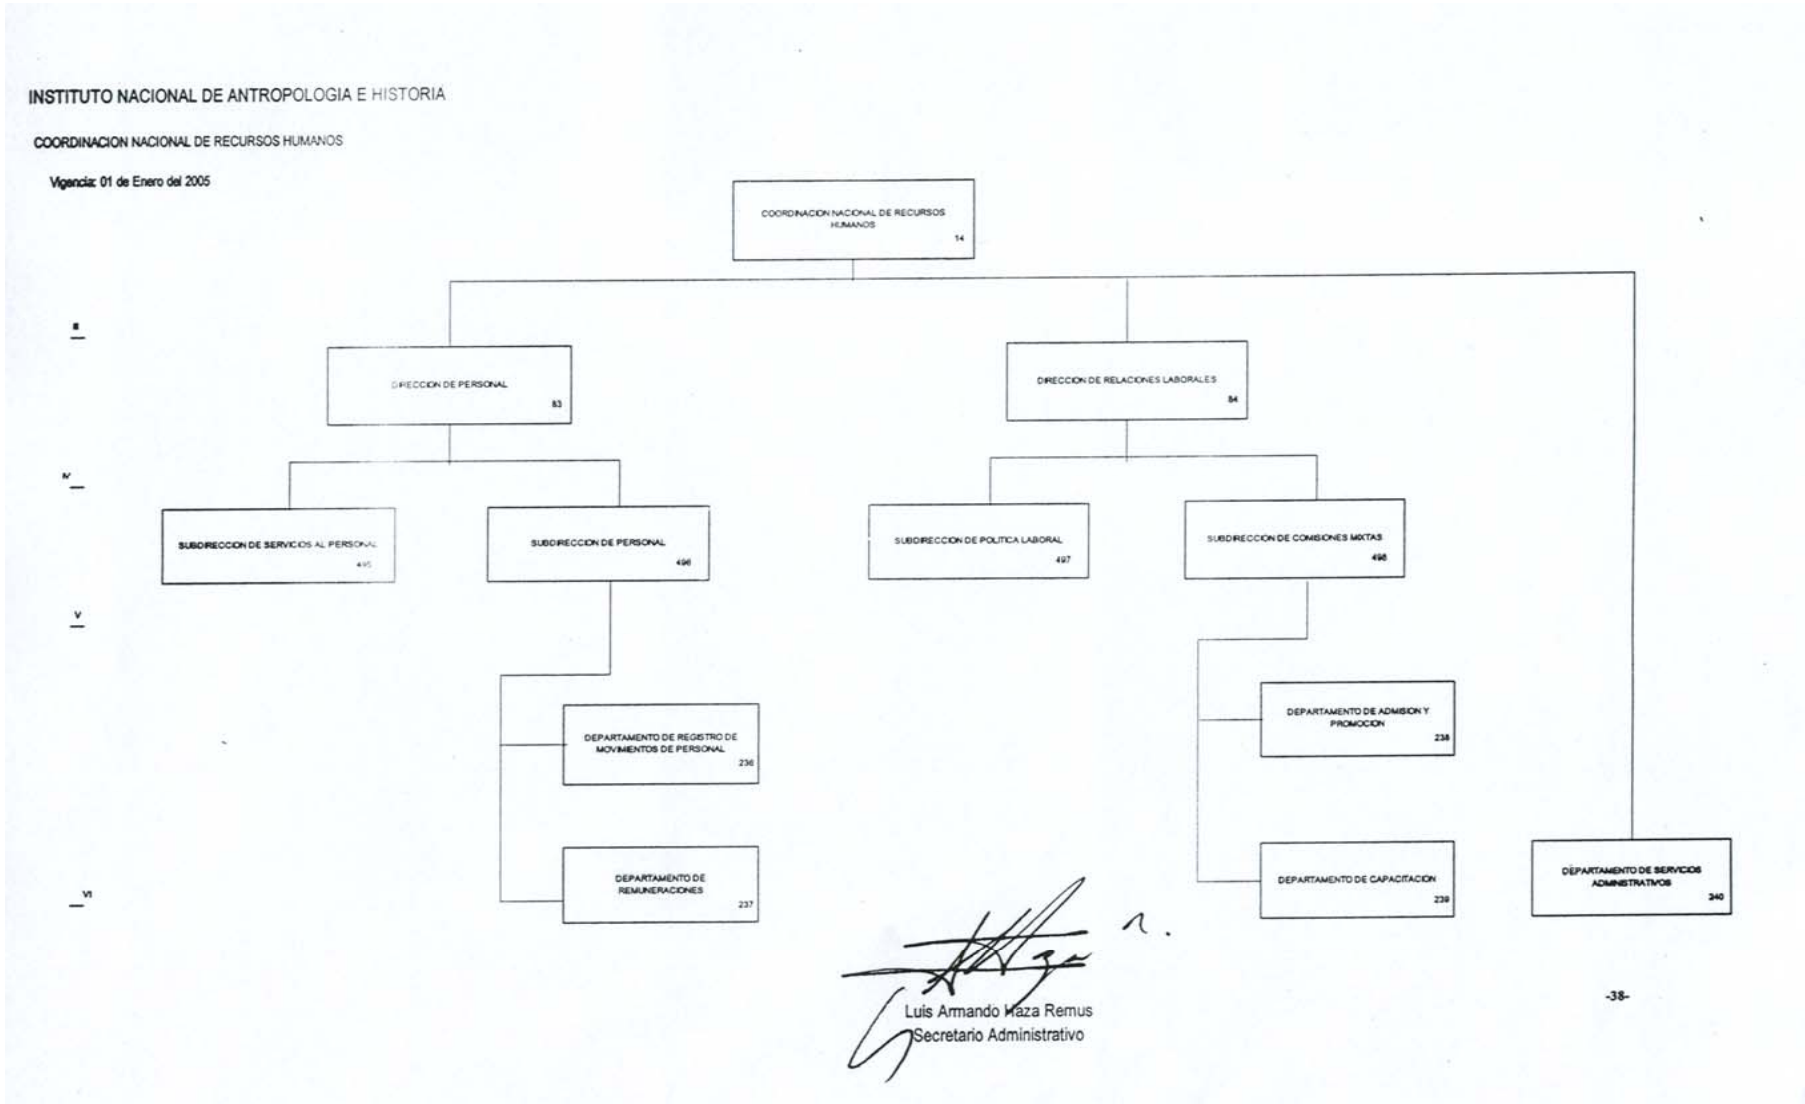 INSTITUTO NACIONAL DE ANTROPOLOGIA E HISTORIA
COORDINACION NACIONAL DE RECURSOS HUMANOS
Vigencia: 01 de Enero del 2005
COORDINACION NACIONAL DE RECURSOS
HUMANOS
14
III
DIRECCION DE PERSONAL
83
DIRECCION DE RELACIONES LABORALES
84
IV
SUBDIRECCION DE SERVICIOS AL PERSONAL
495
SUBDIRECCION DE PERSONAL
496
SUBDIRECCION DE POLITICA LABORAL
497
SUBDIRECCION DE COMISIONES MIXTAS
498
V
DEPARTAMENTO DE REGISTRO DE
MOVIMIENTOS DE PERSONAL
236
DEPARTAMENTO DE ADMISION Y
PROMOCION
238
VI
DEPARTAMENTO DE
REMUNERACIONES
237
DEPARTAMENTO DE CAPACITACION
239
DEPARTAMENTO DE SERVICIOS
ADMINISTRATIVOS
240
Luis Armando Haza Remus
Secretario Administrativo
-38-